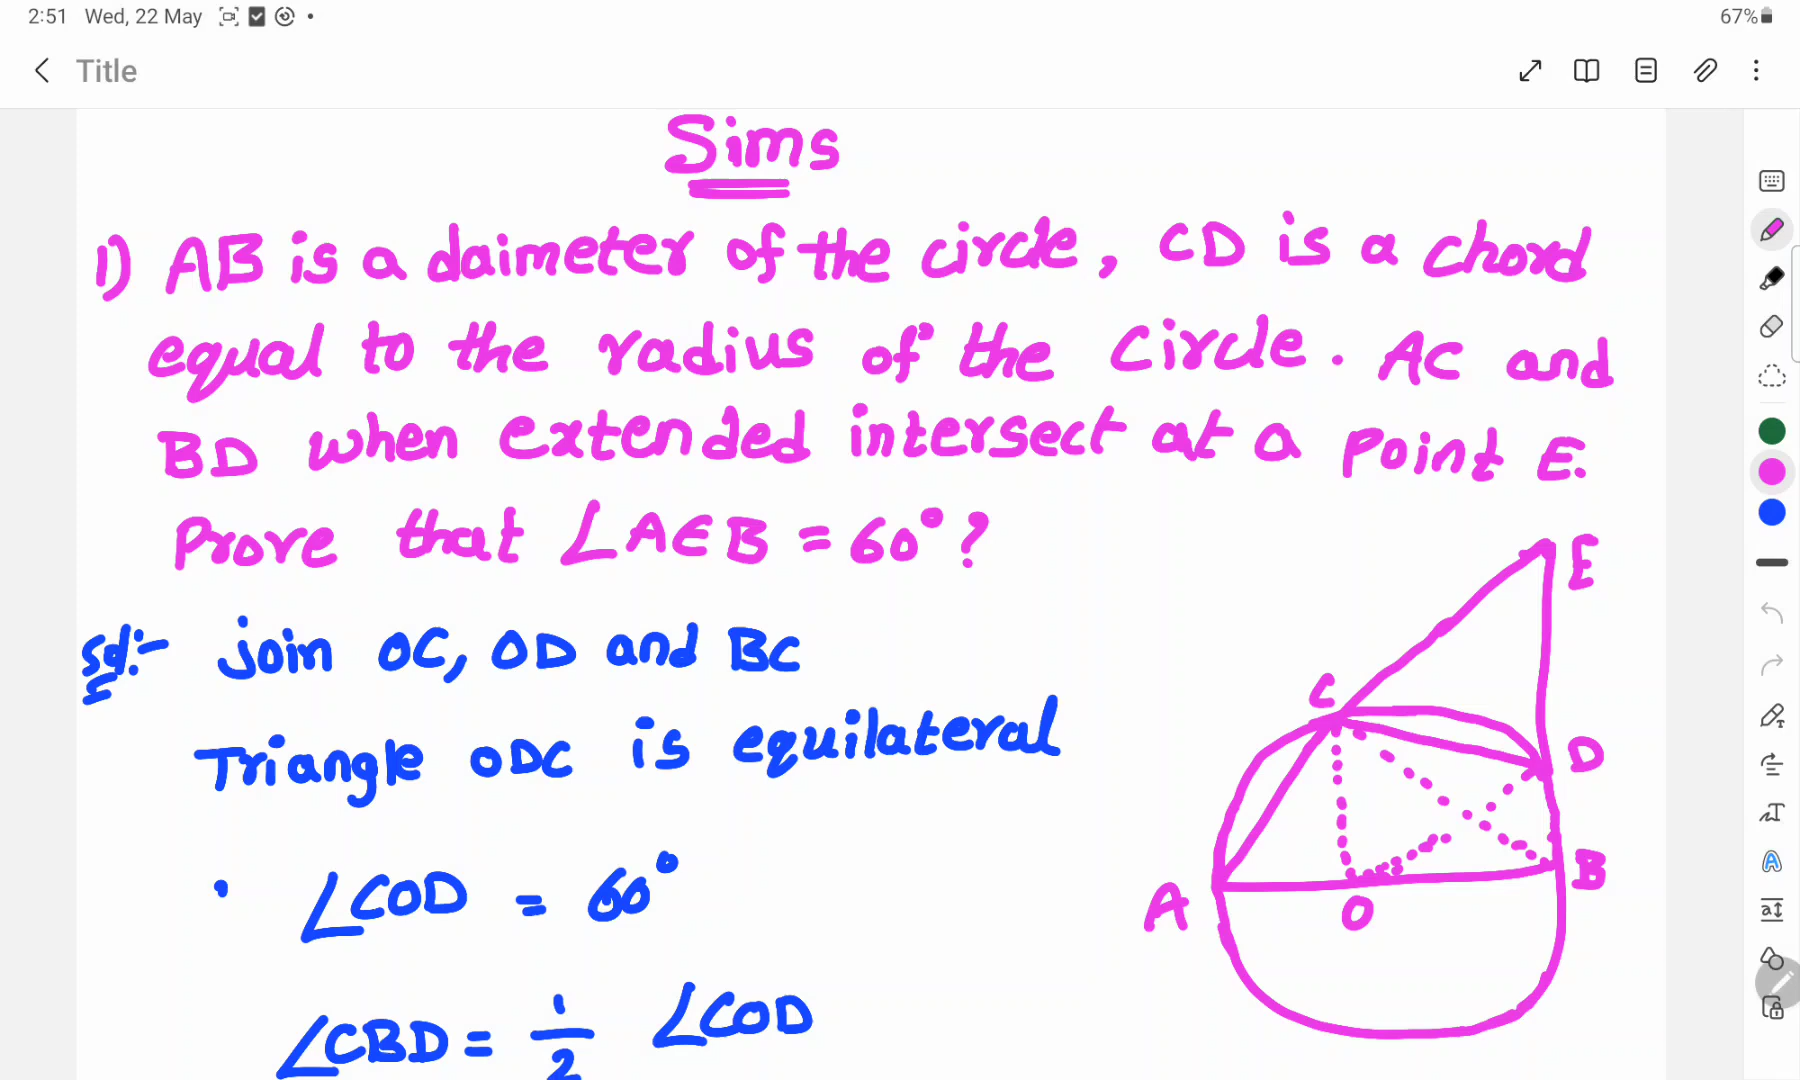 2:51 Wed, 22 May
67%
Title
Sims
1) AB is a daimeter of the circle, CD is a chord
equal to the radius of the Circle. AC and
BD when extended intersect at a point E.
Prove that ∠AEB = 60°?
Sol:- join OC, OD and BC
Triangle ODC is equilateral
∠COD = 60°
∠CBD = 1/2 ∠COD
E
C
D
B
A
O